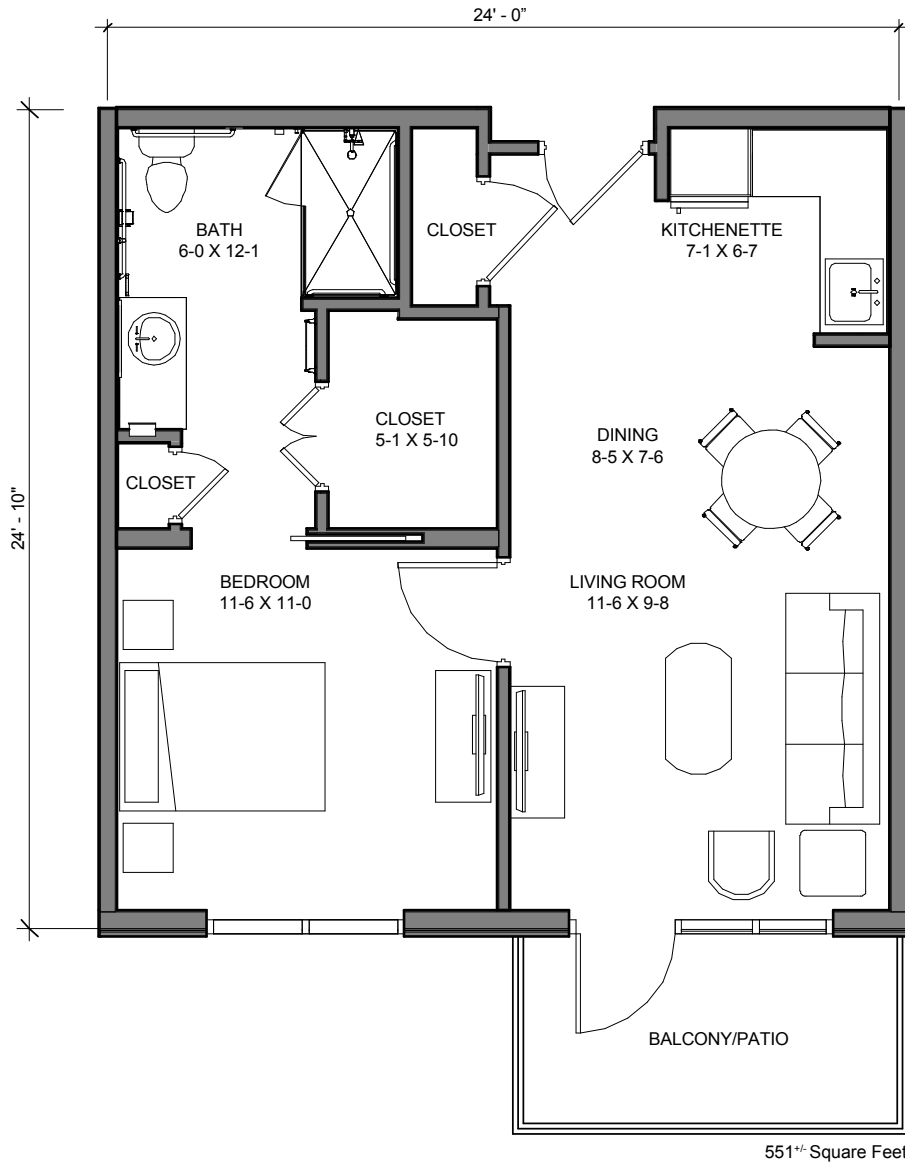 24' - 0"
24' - 10"
BATH
6-0 X 12-1
CLOSET
KITCHENETTE
7-1 X 6-7
CLOSET
5-1 X 5-10
DINING
8-5 X 7-6
CLOSET
BEDROOM
11-6 X 11-0
LIVING ROOM
11-6 X 9-8
BALCONY/PATIO
551+/- Square Feet